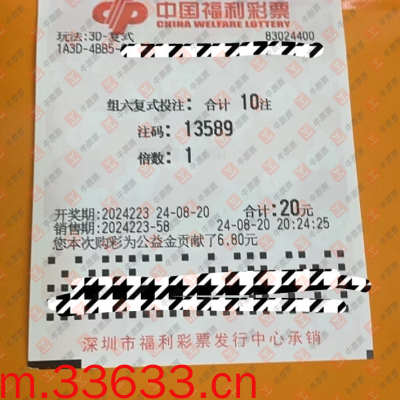 中国福利彩票
CHINA WELFARE LOTTERY
玩法:3D-复式 83024400
1A3D-4BB5-
组六复式投注: 合计 10注
注码: 13589
倍数: 1
开奖期:2024223 24-08-20 合计:20元
销售期:2024223-58 24-08-20 20:24:25
您本次购彩为公益金贡献了6.80元
深圳市福利彩票发行中心承销
m.33633.cn